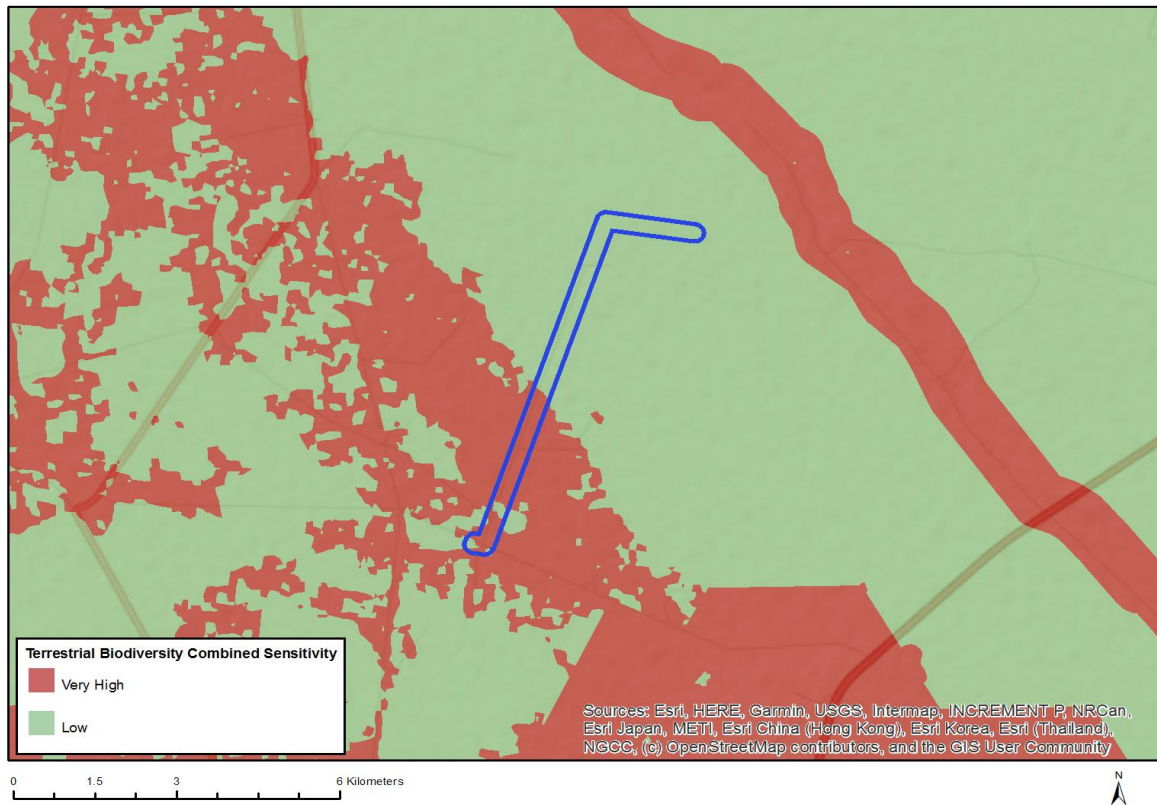 Terrestrial Biodiversity Combined Sensitivity
Very High
Low
Sources: Esri, HERE, Garmin, USGS, Intermap, INCREMENT P, NRCan,
Esri Japan, METI, Esri China (Hong Kong), Esri Korea, Esri (Thailand),
NGCC, (c) OpenStreetMap contributors, and the GIS User Community
0 1.5 3 6 Kilometers
N